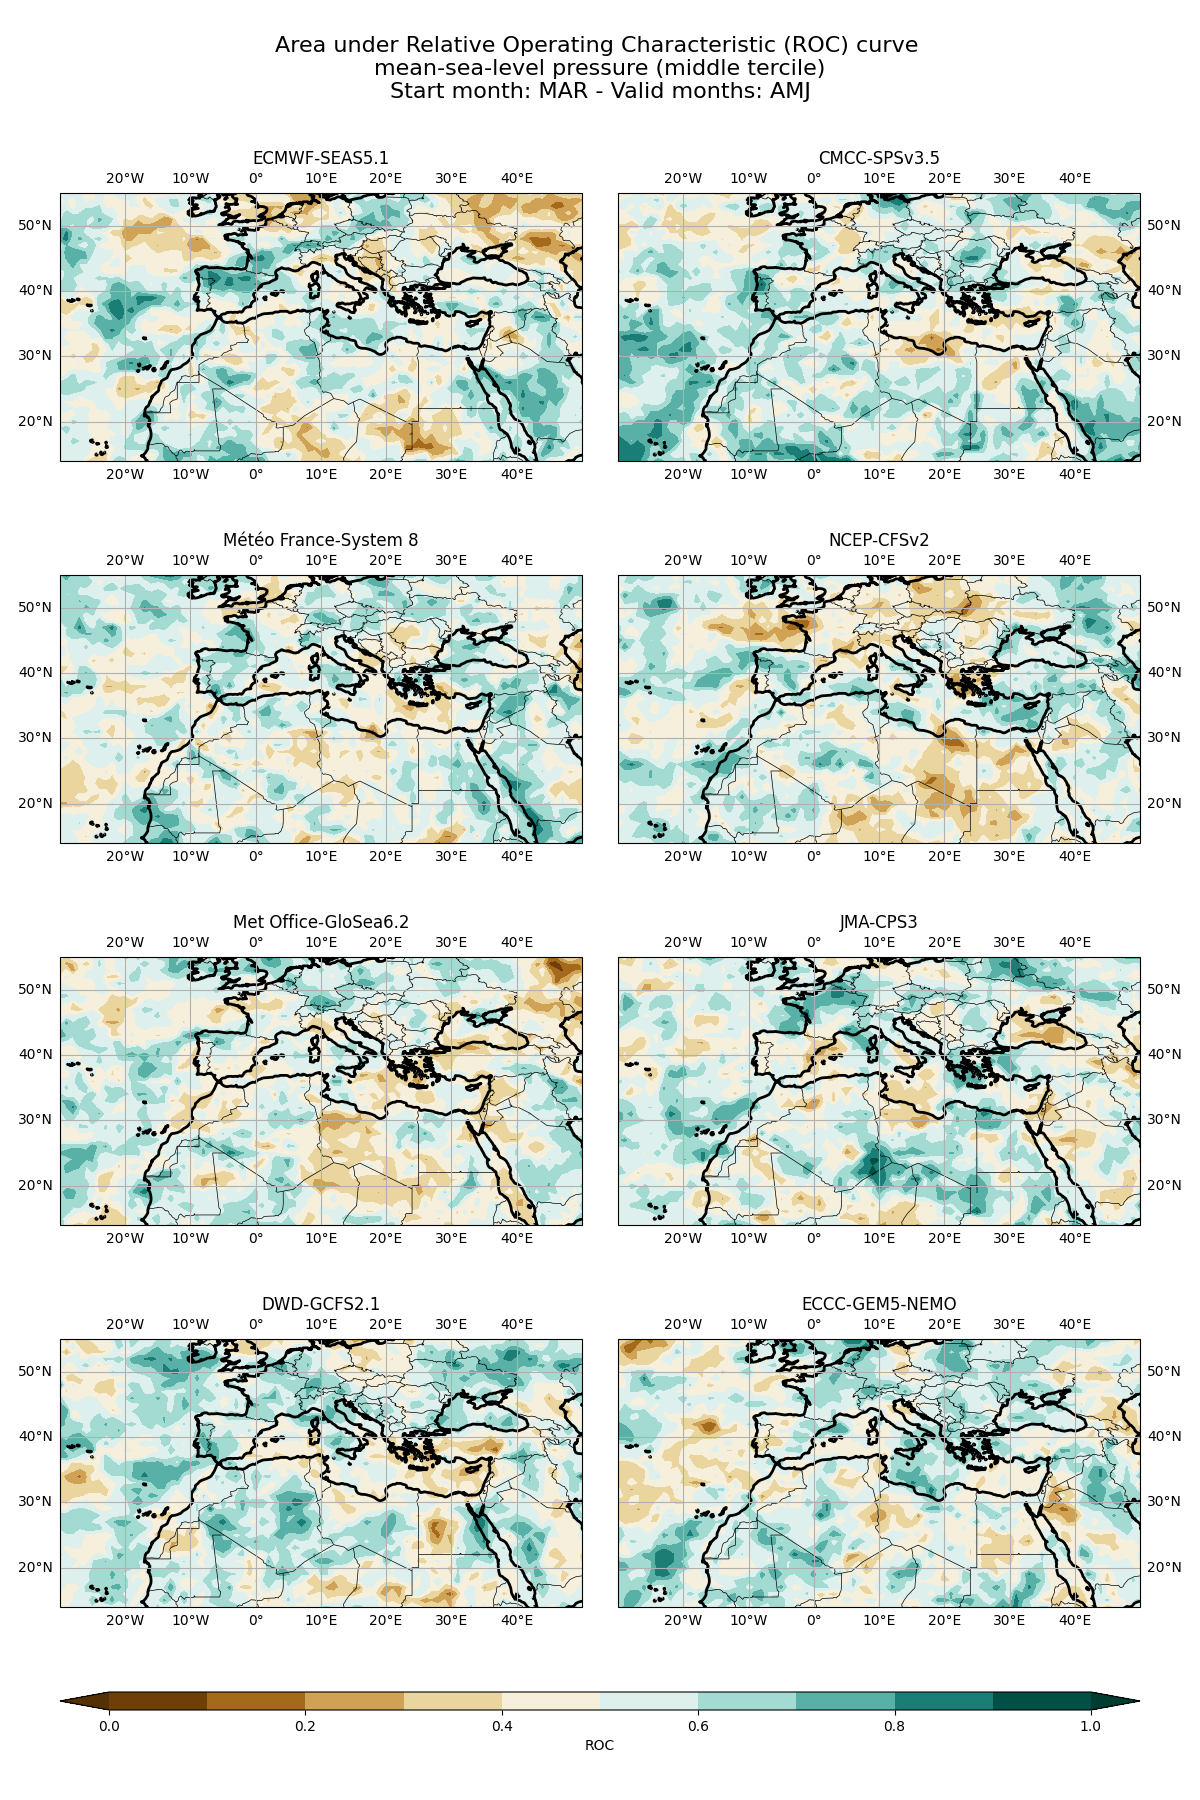 Area under Relative Operating Characteristic (ROC) curve
mean-sea-level pressure (middle tercile)
Start month: MAR - Valid months: AMJ
ECMWF-SEAS5.1
20°W 10°W 0° 10°E 20°E 30°E 40°E
50°N
40°N
30°N
20°N
20°W 10°W 0° 10°E 20°E 30°E 40°E
CMCC-SPSv3.5
20°W 10°W 0° 10°E 20°E 30°E 40°E
50°N
40°N
30°N
20°N
20°W 10°W 0° 10°E 20°E 30°E 40°E
Météo France-System 8
20°W 10°W 0° 10°E 20°E 30°E 40°E
50°N
40°N
30°N
20°N
20°W 10°W 0° 10°E 20°E 30°E 40°E
NCEP-CFSv2
20°W 10°W 0° 10°E 20°E 30°E 40°E
50°N
40°N
30°N
20°N
20°W 10°W 0° 10°E 20°E 30°E 40°E
Met Office-GloSea6.2
20°W 10°W 0° 10°E 20°E 30°E 40°E
50°N
40°N
30°N
20°N
20°W 10°W 0° 10°E 20°E 30°E 40°E
JMA-CPS3
20°W 10°W 0° 10°E 20°E 30°E 40°E
50°N
40°N
30°N
20°N
20°W 10°W 0° 10°E 20°E 30°E 40°E
DWD-GCFS2.1
20°W 10°W 0° 10°E 20°E 30°E 40°E
50°N
40°N
30°N
20°N
20°W 10°W 0° 10°E 20°E 30°E 40°E
ECCC-GEM5-NEMO
20°W 10°W 0° 10°E 20°E 30°E 40°E
50°N
40°N
30°N
20°N
20°W 10°W 0° 10°E 20°E 30°E 40°E
0.0 0.2 0.4 0.6 0.8 1.0
ROC